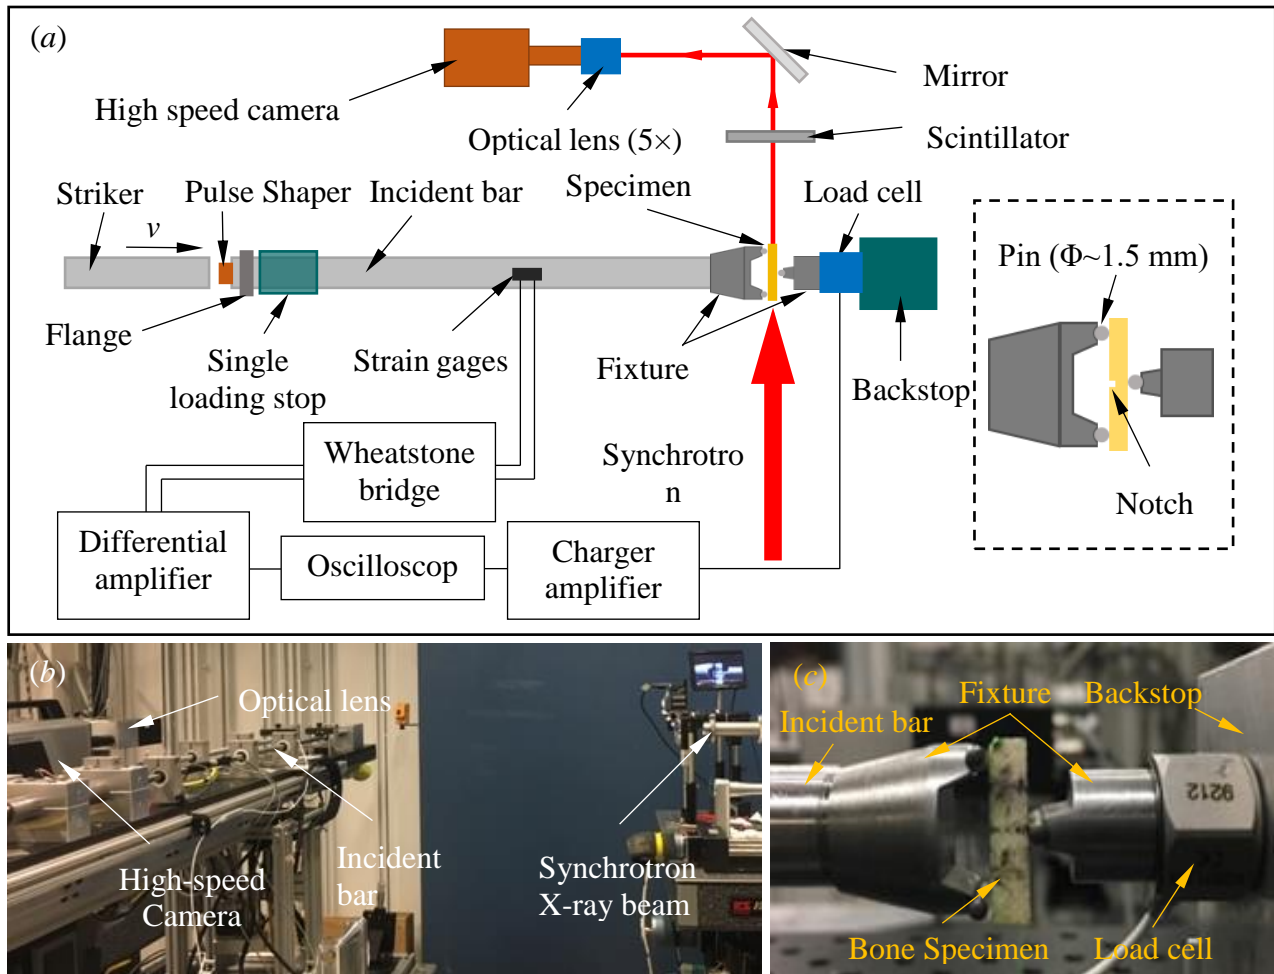 (a)
High speed camera
Optical lens (5×)
Mirror
Scintillator
Striker
v
Pulse Shaper
Incident bar
Specimen
Load cell
Flange
Single
loading stop
Strain gages
Fixture
Backstop
Wheatstone
bridge
Synchrotro
n
Differential
amplifier
Oscilloscop
Charger
amplifier
Pin (Φ~1.5 mm)
Notch
(b)
Optical lens
High-speed
Camera
Incident
bar
Synchrotron
X-ray beam
(c)
Incident bar
Fixture
Backstop
9212
Bone Specimen
Load cell